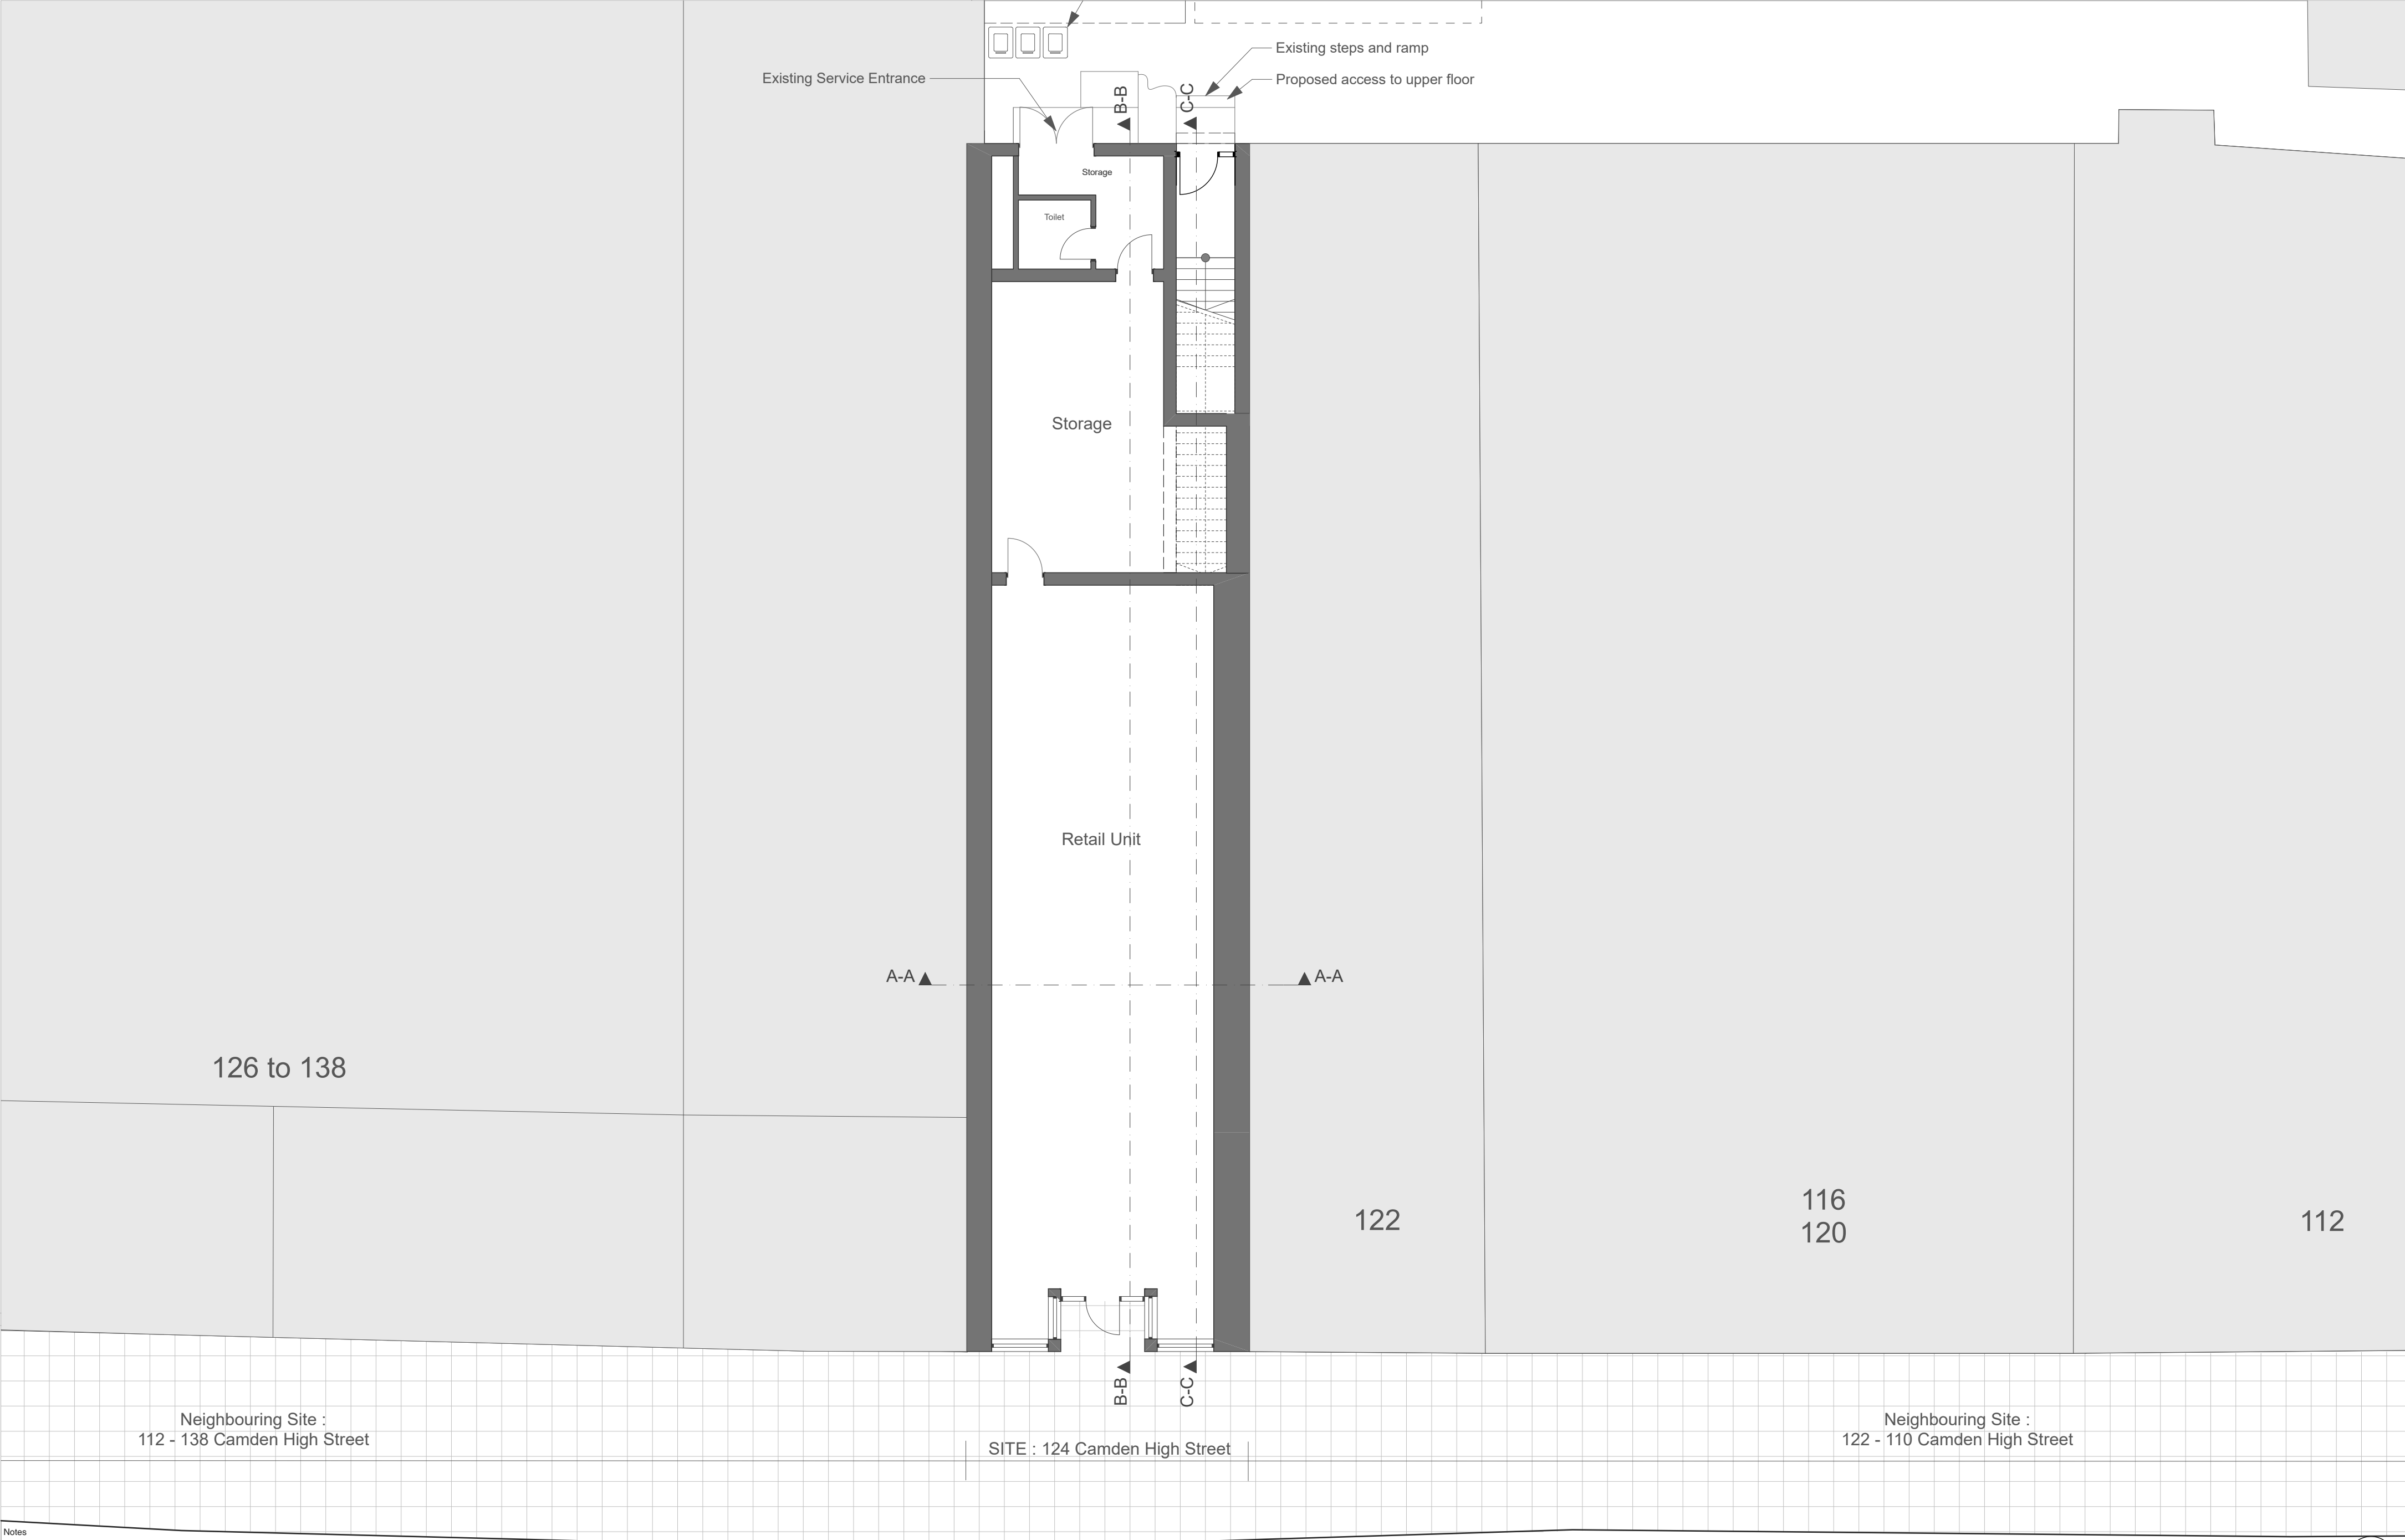 Existing steps and ramp
Existing Service Entrance
Proposed access to upper floor
B-B
C-C
Storage
Toilet
Storage
Retail Unit
A-A
A-A
126 to 138
122
116
120
112
B-B
C-C
Neighbouring Site :
112 - 138 Camden High Street
SITE : 124 Camden High Street
Neighbouring Site :
122 - 110 Camden High Street
Notes